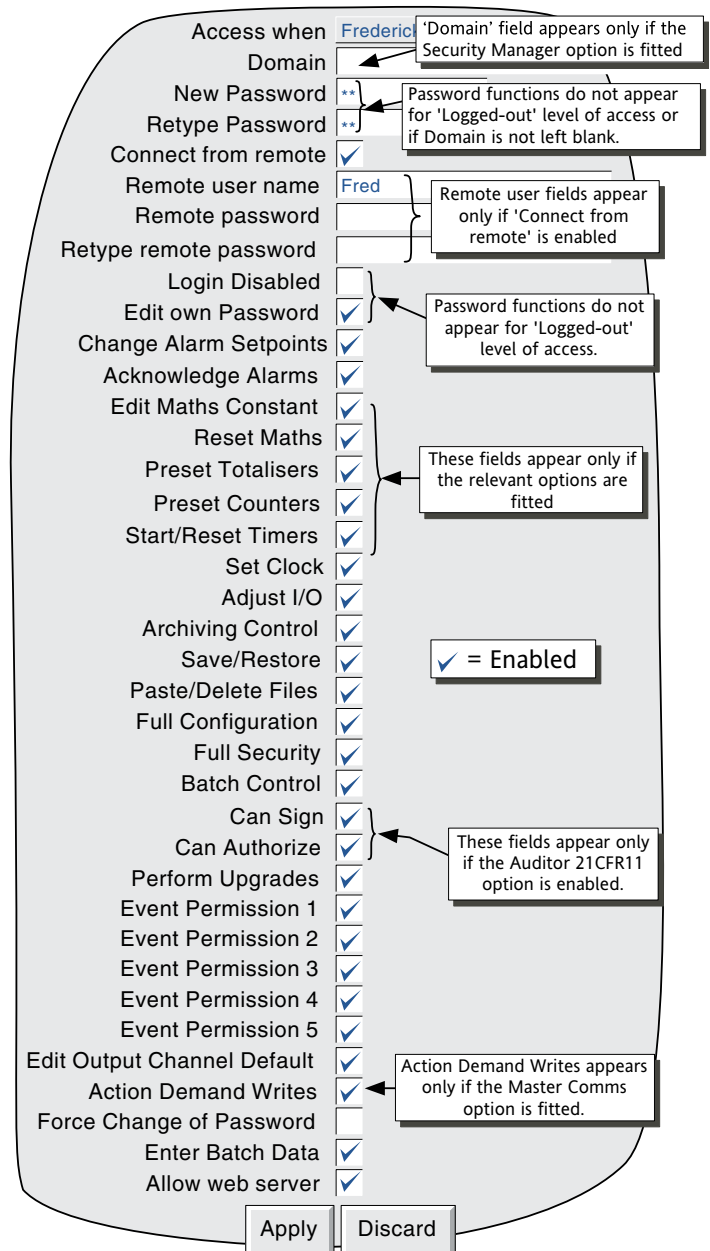 Access when Frederick
'Domain' field appears only if the
Security Manager option is fitted
Domain
New Password **
Retype Password **
Password functions do not appear
for 'Logged-out' level of access or
if Domain is not left blank.
Connect from remote
Remote user name Fred
Remote password
Retype remote password
Remote user fields appear
only if 'Connect from
remote' is enabled
Login Disabled
Edit own Password
Password functions do not
appear for 'Logged-out'
level of access.
Change Alarm Setpoints
Acknowledge Alarms
Edit Maths Constant
Reset Maths
Preset Totalisers
Preset Counters
Start/Reset Timers
These fields appear only if
the relevant options are
fitted
Set Clock
Adjust I/O
Archiving Control
Save/Restore
= Enabled
Paste/Delete Files
Full Configuration
Full Security
Batch Control
Can Sign
Can Authorize
These fields appear only
if the Auditor 21CFR11
option is enabled.
Perform Upgrades
Event Permission 1
Event Permission 2
Event Permission 3
Event Permission 4
Event Permission 5
Edit Output Channel Default
Action Demand Writes
Action Demand Writes appears
only if the Master Comms
option is fitted.
Force Change of Password
Enter Batch Data
Allow web server
Apply Discard